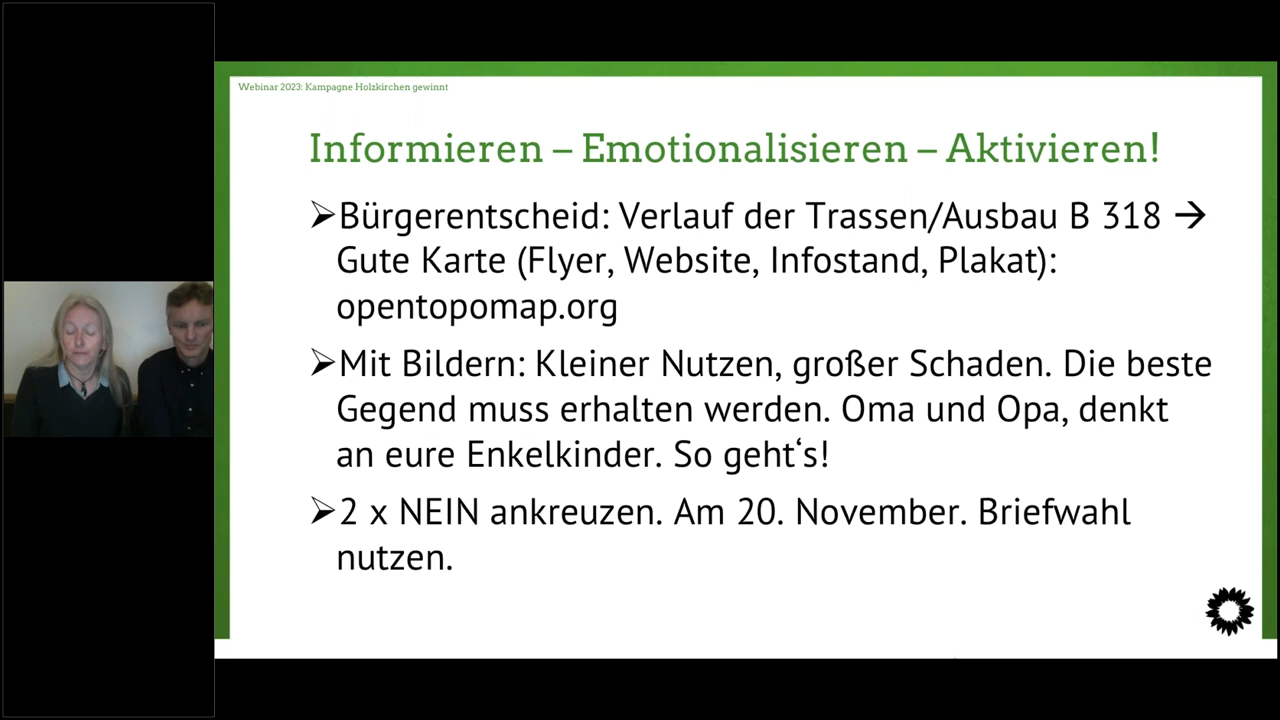 Webinar 2023: Kampagne Holzkirchen gewinnt
Informieren – Emotionalisieren – Aktivieren!
➢Bürgerentscheid: Verlauf der Trassen/Ausbau B 318 →
Gute Karte (Flyer, Website, Infostand, Plakat):
opentopomap.org
➢Mit Bildern: Kleiner Nutzen, großer Schaden. Die beste
Gegend muss erhalten werden. Oma und Opa, denkt
an eure Enkelkinder. So geht‘s!
➢2 x NEIN ankreuzen. Am 20. November. Briefwahl
nutzen.